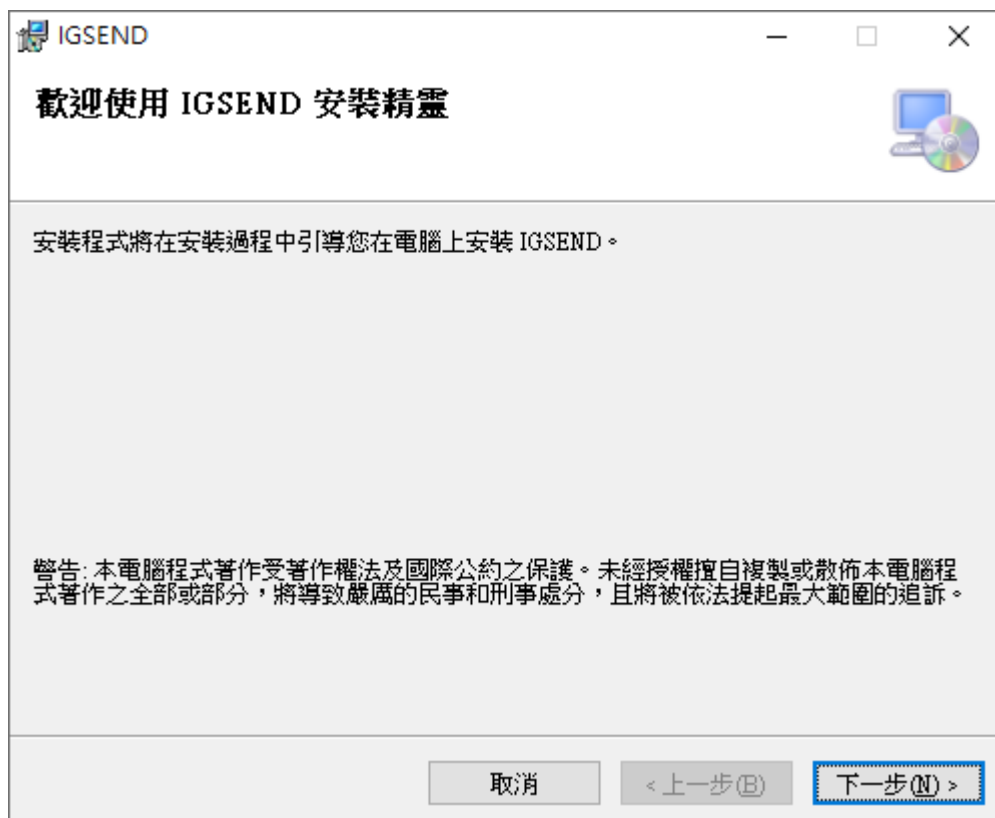 IGSEND
歡迎使用 IGSEND 安裝精靈
安裝程式將在安裝過程中引導您在電腦上安裝 IGSEND。
警告: 本電腦程式著作受著作權法及國際公約之保護。未經授權擅自複製或散佈本電腦程
式著作之全部或部分，將導致嚴厲的民事和刑事處分，且將被依法提起最大範圍的追訴。
取消
<上一步(B)
下一步(N) >